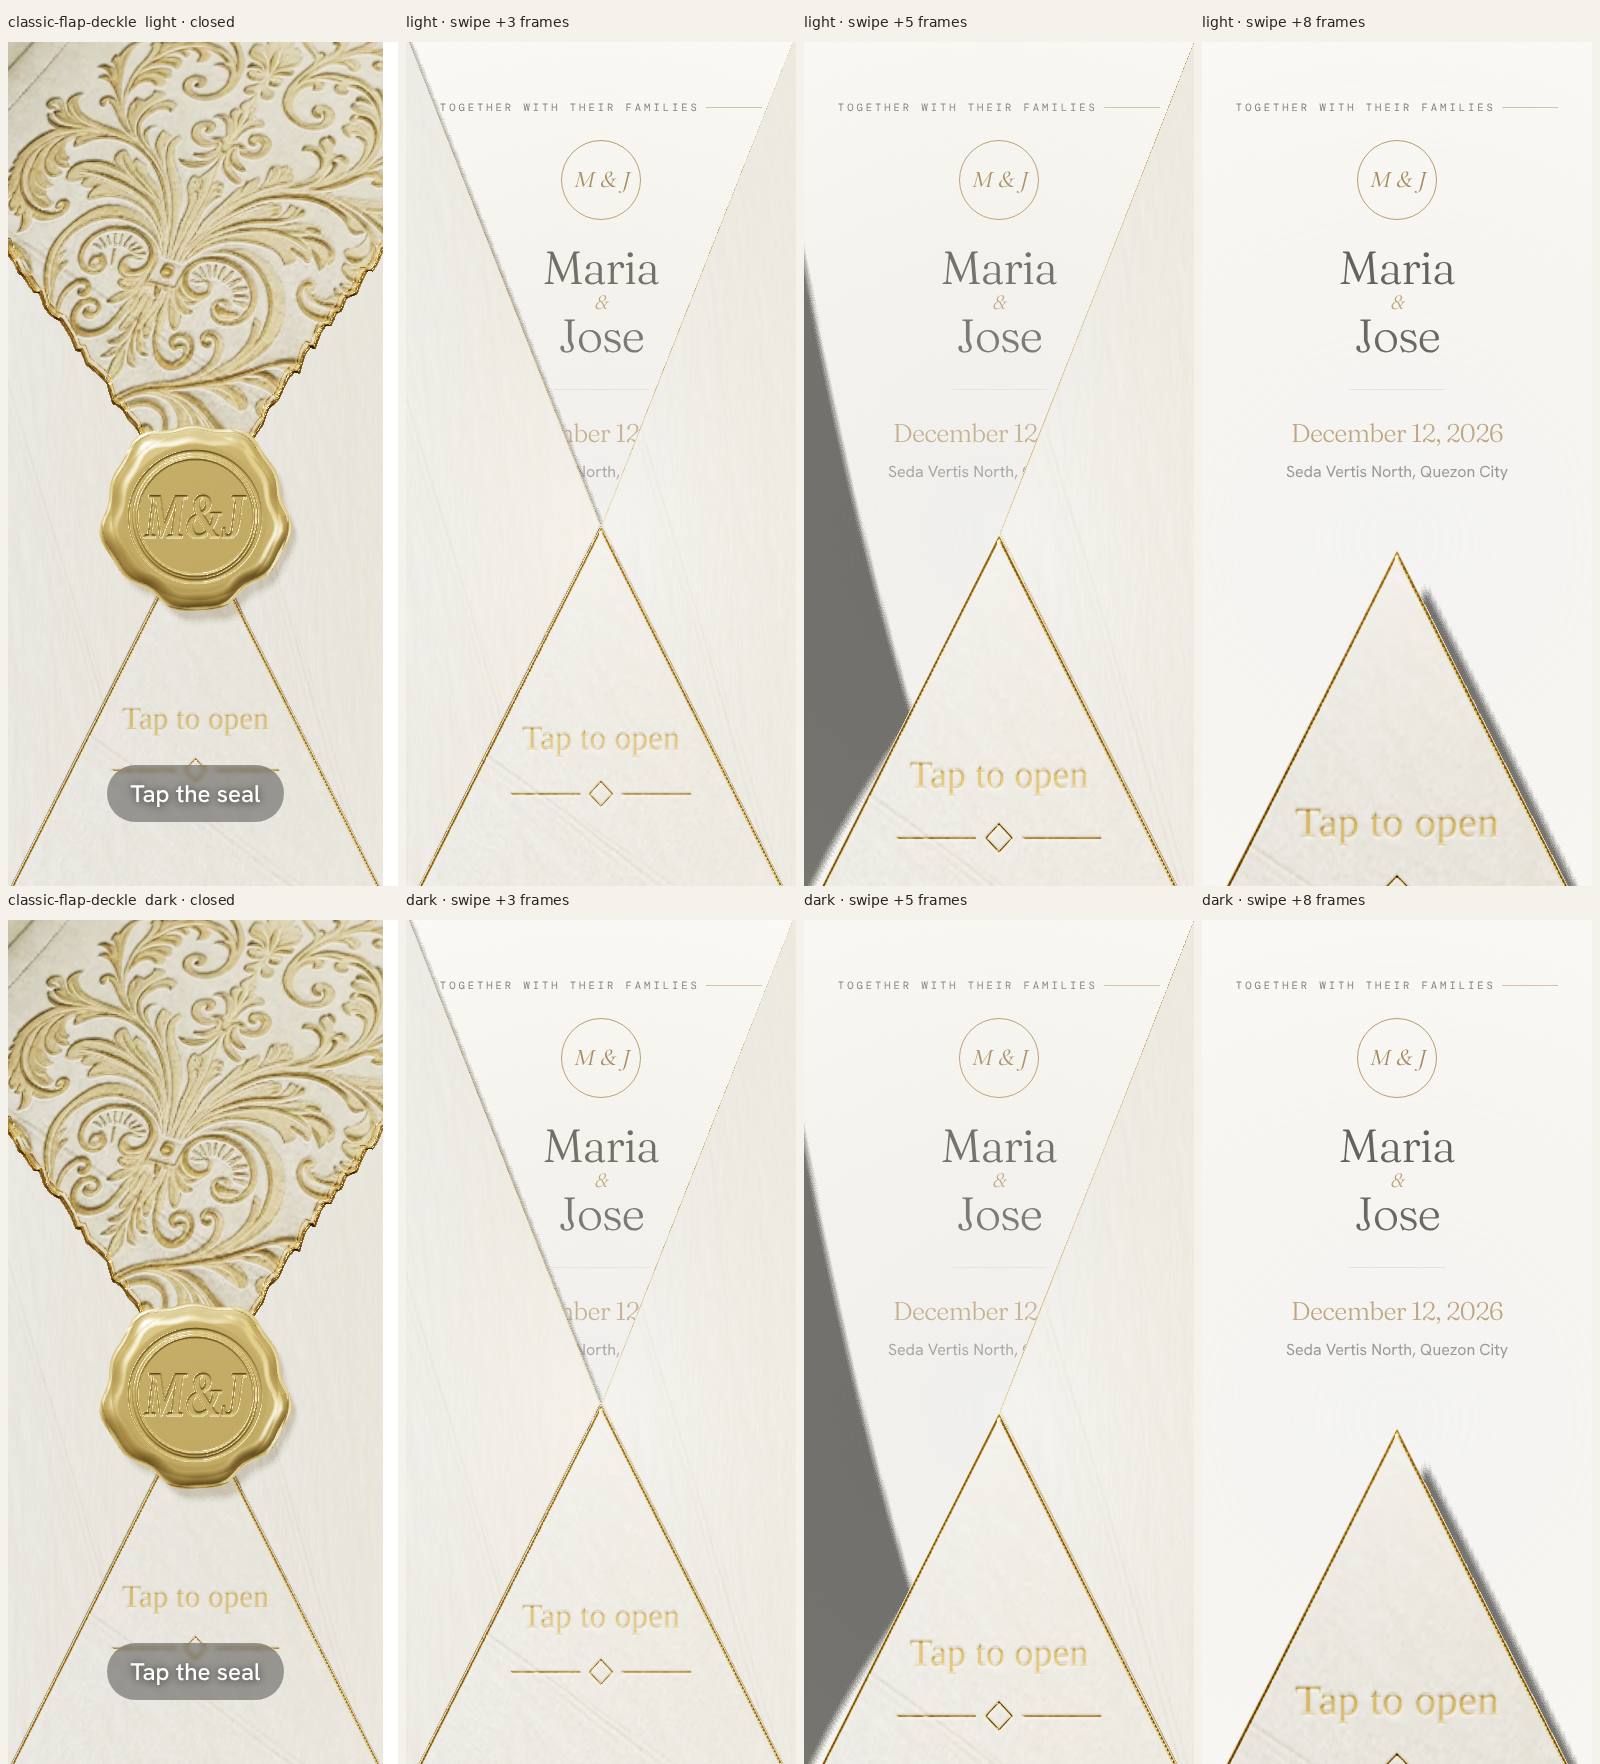 classic-flap-deckle light · closed
light · swipe +3 frames
light · swipe +5 frames
light · swipe +8 frames
M&J
Tap to open
Tap the seal
TOGETHER WITH THEIR FAMILIES
M & J
Maria
&
Jose
mber 12
North,
Tap to open
TOGETHER WITH THEIR FAMILIES
M & J
Maria
&
Jose
December 12
Seda Vertis North,
Tap to open
TOGETHER WITH THEIR FAMILIES
M & J
Maria
&
Jose
December 12, 2026
Seda Vertis North, Quezon City
Tap to open
classic-flap-deckle dark · closed
dark · swipe +3 frames
dark · swipe +5 frames
dark · swipe +8 frames
M&J
Tap to open
Tap the seal
TOGETHER WITH THEIR FAMILIES
M & J
Maria
&
Jose
mber 12
North,
Tap to open
TOGETHER WITH THEIR FAMILIES
M & J
Maria
&
Jose
December 12
Seda Vertis North,
Tap to open
TOGETHER WITH THEIR FAMILIES
M & J
Maria
&
Jose
December 12, 2026
Seda Vertis North, Quezon City
Tap to open